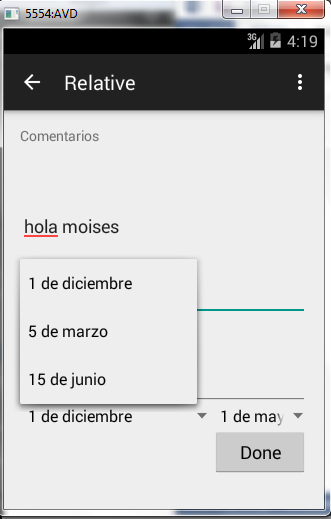 5554:AVD
3G 4:19
Relative
Comentarios
hola moises
1 de diciembre
5 de marzo
15 de junio
1 de diciembre 1 de may
Done